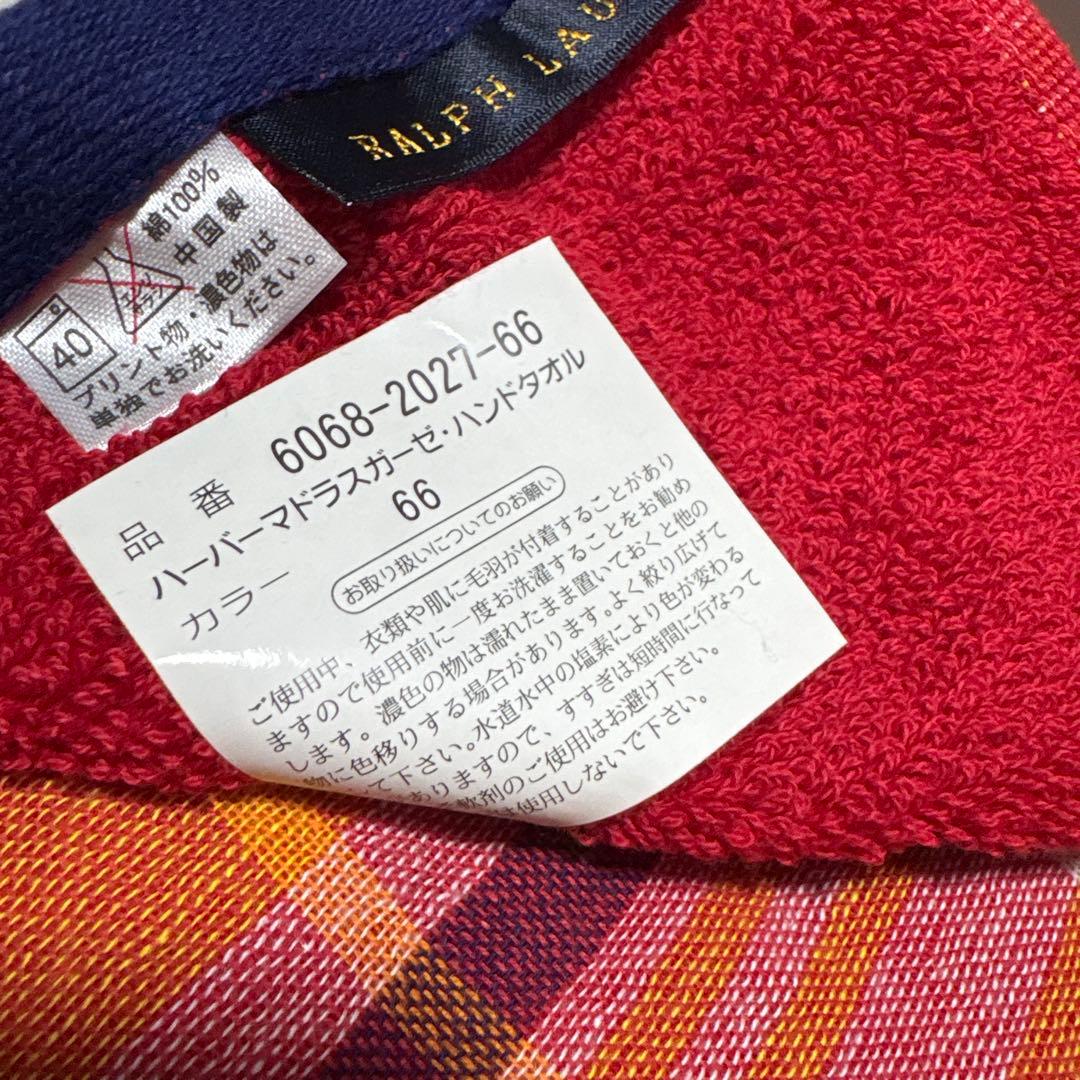 RALPH LAU
綿100%
中国製
40
エンソ
サラシ
プリント物・濃色物は
単独でお洗いください。
品番 6068-2027-66
ハーバーマドラスガーゼ・ハンドタオル
カラー 66
お取り扱いについてのお願い
ご使用中、衣類や肌に毛羽が付着することがあり
ますので使用前に一度お洗濯することをお勧め
します。濃色の物は濡れたまま置いておくと他の
物に色移りする場合があります。よく絞り広げて
て下さい。水道水中の塩素により色が変わる
ありますので、すすぎは短時間に行なって
軟剤のご使用はお避け下さい。
は使用しないで下さい。